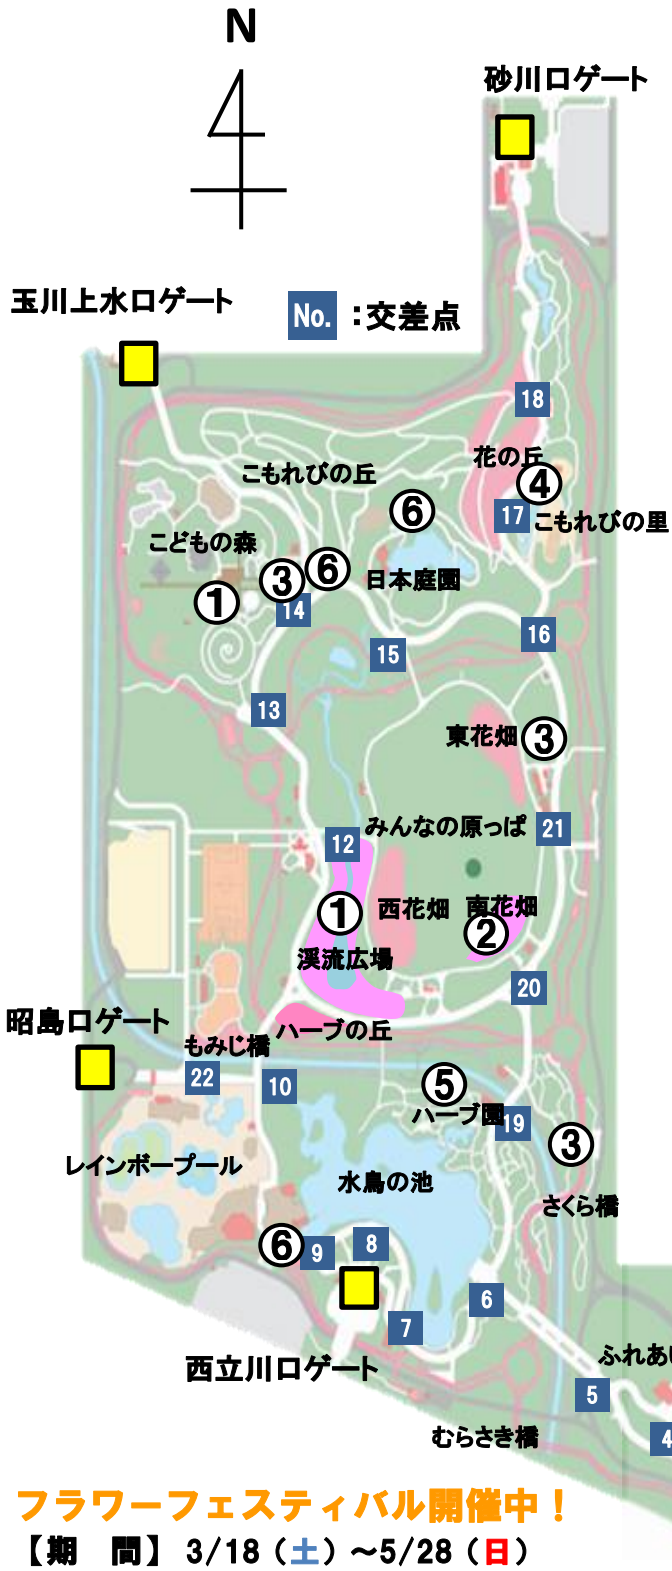 N
砂川口ゲート
玉川上水口ゲート
No. ：交差点
18
花の丘
こもれびの丘
④
⑥
17
こもれびの里
こどもの森
⑥
③
日本庭園
①
14
16
15
13
東花畑
③
みんなの原っぱ
21
12
西花畑
南花畑
①
②
渓流広場
20
昭島口ゲート
ハーブの丘
もみじ橋
22
10
⑤
ハーブ園
19
③
レインボープール
水鳥の池
さくら橋
⑥
9
8
6
7
西立川口ゲート
ふれあい
5
むらさき橋
4
フラワーフェスティバル開催中！
【期　間】 3/18（土）～5/28（日）